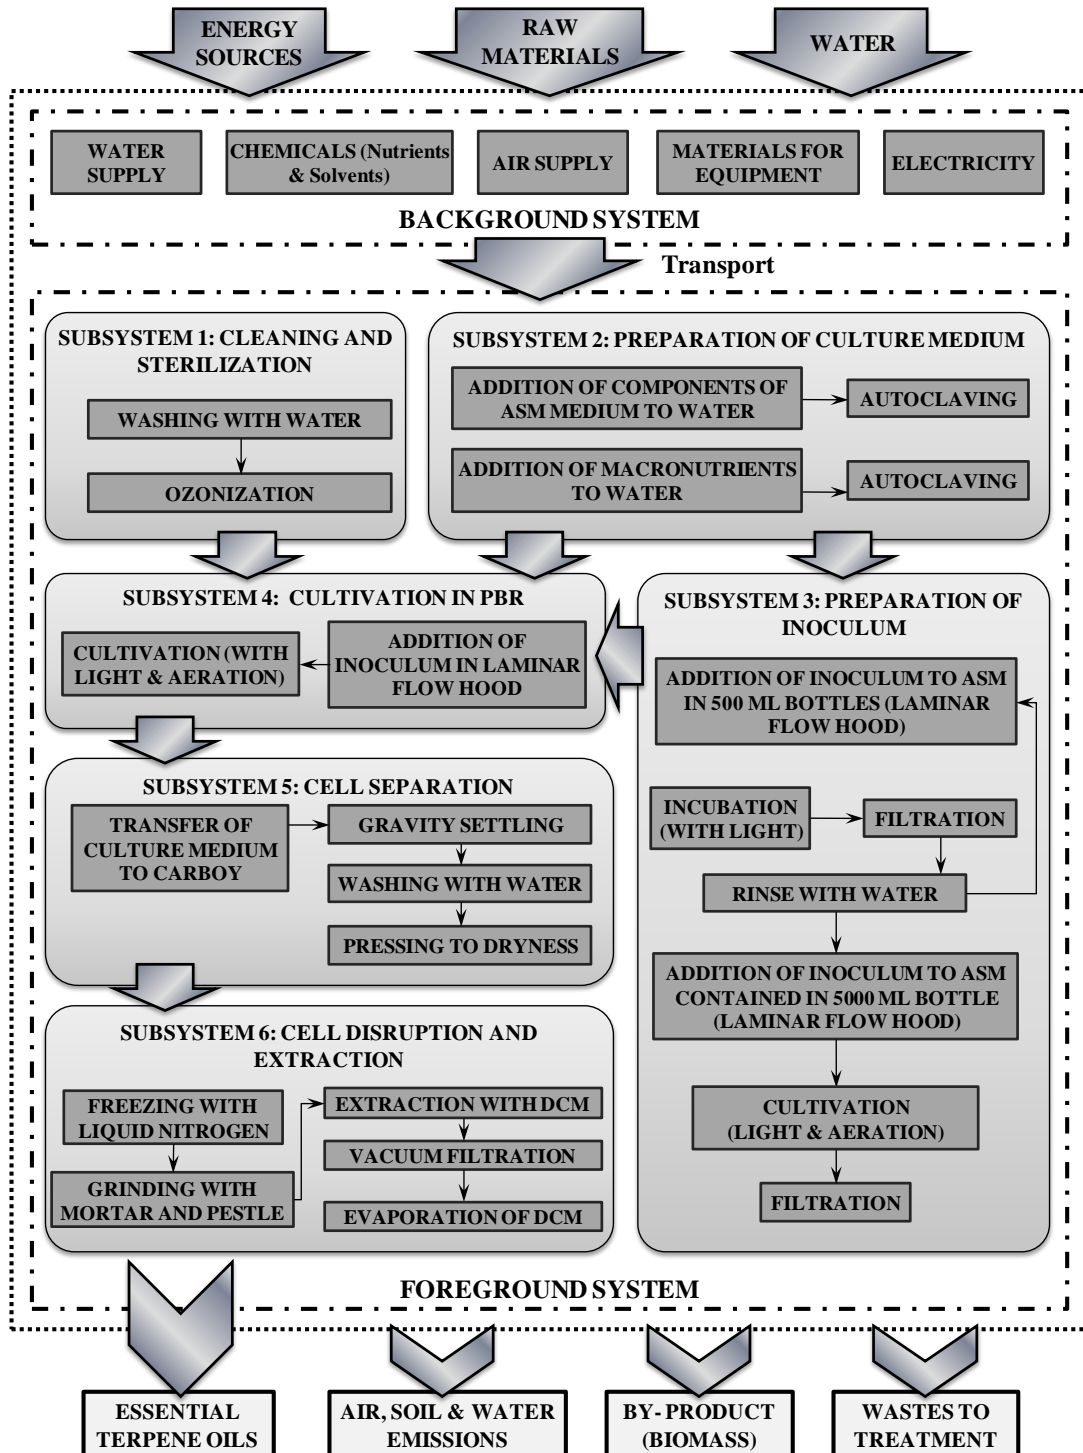 ENERGY
SOURCES
RAW
MATERIALS
WATER
WATER
SUPPLY
CHEMICALS (Nutrients
& Solvents)
AIR SUPPLY
MATERIALS FOR
EQUIPMENT
ELECTRICITY
BACKGROUND SYSTEM
Transport
SUBSYSTEM 1: CLEANING AND
STERILIZATION
WASHING WITH WATER
OZONIZATION
SUBSYSTEM 2: PREPARATION OF CULTURE MEDIUM
ADDITION OF COMPONENTS OF
ASM MEDIUM TO WATER
AUTOCLAVING
ADDITION OF MACRONUTRIENTS
TO WATER
AUTOCLAVING
SUBSYSTEM 4: CULTIVATION IN PBR
CULTIVATION (WITH
LIGHT & AERATION)
ADDITION OF
INOCULUM IN LAMINAR
FLOW HOOD
SUBSYSTEM 3: PREPARATION OF
INOCULUM
ADDITION OF INOCULUM TO ASM
IN 500 ML BOTTLES (LAMINAR
FLOW HOOD)
INCUBATION
(WITH LIGHT)
FILTRATION
RINSE WITH WATER
ADDITION OF INOCULUM TO ASM
CONTAINED IN 5000 ML BOTTLE
(LAMINAR FLOW HOOD)
CULTIVATION
(LIGHT & AERATION)
FILTRATION
SUBSYSTEM 5: CELL SEPARATION
TRANSFER OF
CULTURE MEDIUM
TO CARBOY
GRAVITY SETTLING
WASHING WITH WATER
PRESSING TO DRYNESS
SUBSYSTEM 6: CELL DISRUPTION AND
EXTRACTION
FREEZING WITH
LIQUID NITROGEN
GRINDING WITH
MORTAR AND PESTLE
EXTRACTION WITH DCM
VACUUM FILTRATION
EVAPORATION OF DCM
FOREGROUND SYSTEM
ESSENTIAL
TERPENE OILS
AIR, SOIL & WATER
EMISSIONS
BY- PRODUCT
(BIOMASS)
WASTES TO
TREATMENT